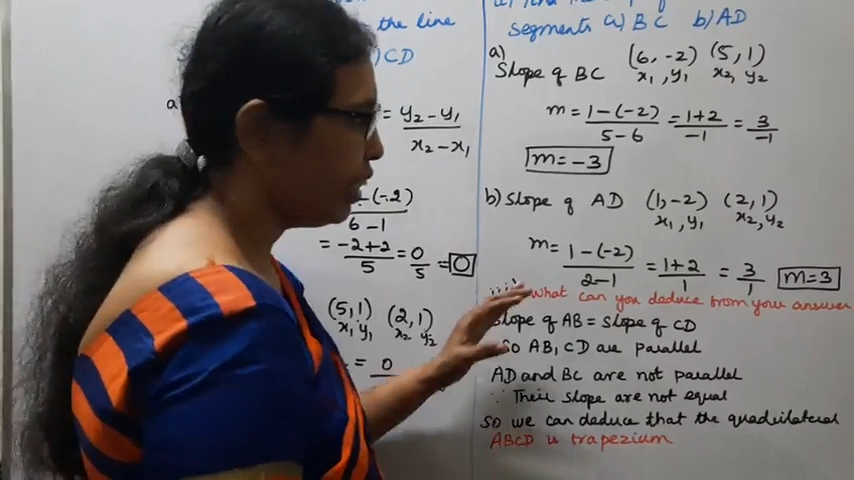 the line
CD
= y2 - y1
x2 - x1
6 - 1
= -2+2 = 0 = 0
5 5
(5,1) (2,1)
x1 y1 x2 y2
= 0
segments a) BC b) AD
a)
Slope of BC (6,-2) (5,1)
x1, y1 x2, y2
m = 1-(-2) = 1+2 = 3
5-6 -1 -1
m = -3
b) Slope of AD (1,-2) (2,1)
x1, y1 x2, y2
m = 1-(-2) = 1+2 = 3 m=3
2-1 1 1
what can you deduce from your answer
Slope of AB = Slope of CD
So AB, CD are parallel
AD and BC are not parallel
∵ Their slope are not equal
So we can deduce that the quadrilateral
ABCD is trapezium